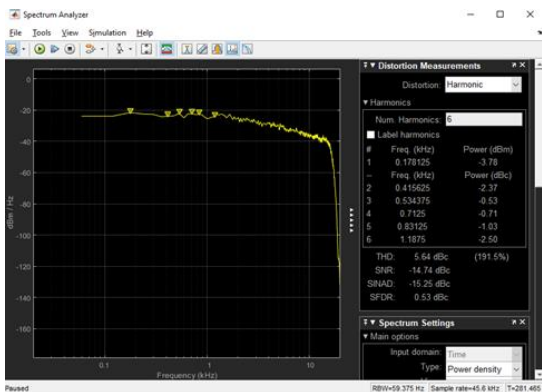 Spectrum Analyzer
File Tools View Simulation Help
Distortion Measurements
Distortion: Harmonic
Harmonics
Num. Harmonics: 6
Label harmonics
# Freq. (kHz) Power (dBm)
1 0.178125 -3.78
-- Freq. (kHz) Power (dBc)
2 0.415625 -2.37
3 0.534375 -0.53
4 0.7125 -0.71
5 0.83125 -1.03
6 1.1875 -2.50
THD: 5.64 dBc (191.5%)
SNR: -14.74 dBc
SINAD: -15.25 dBc
SFDR: 0.53 dBc
Spectrum Settings
Main options
Input domain: Time
Type: Power density
0
-20
-40
-60
-80
-100
-120
-140
-160
dBm / Hz
0.1 1 10
Frequency (kHz)
Paused RBW=59.375 Hz Sample rate=45.6 kHz T=281.465